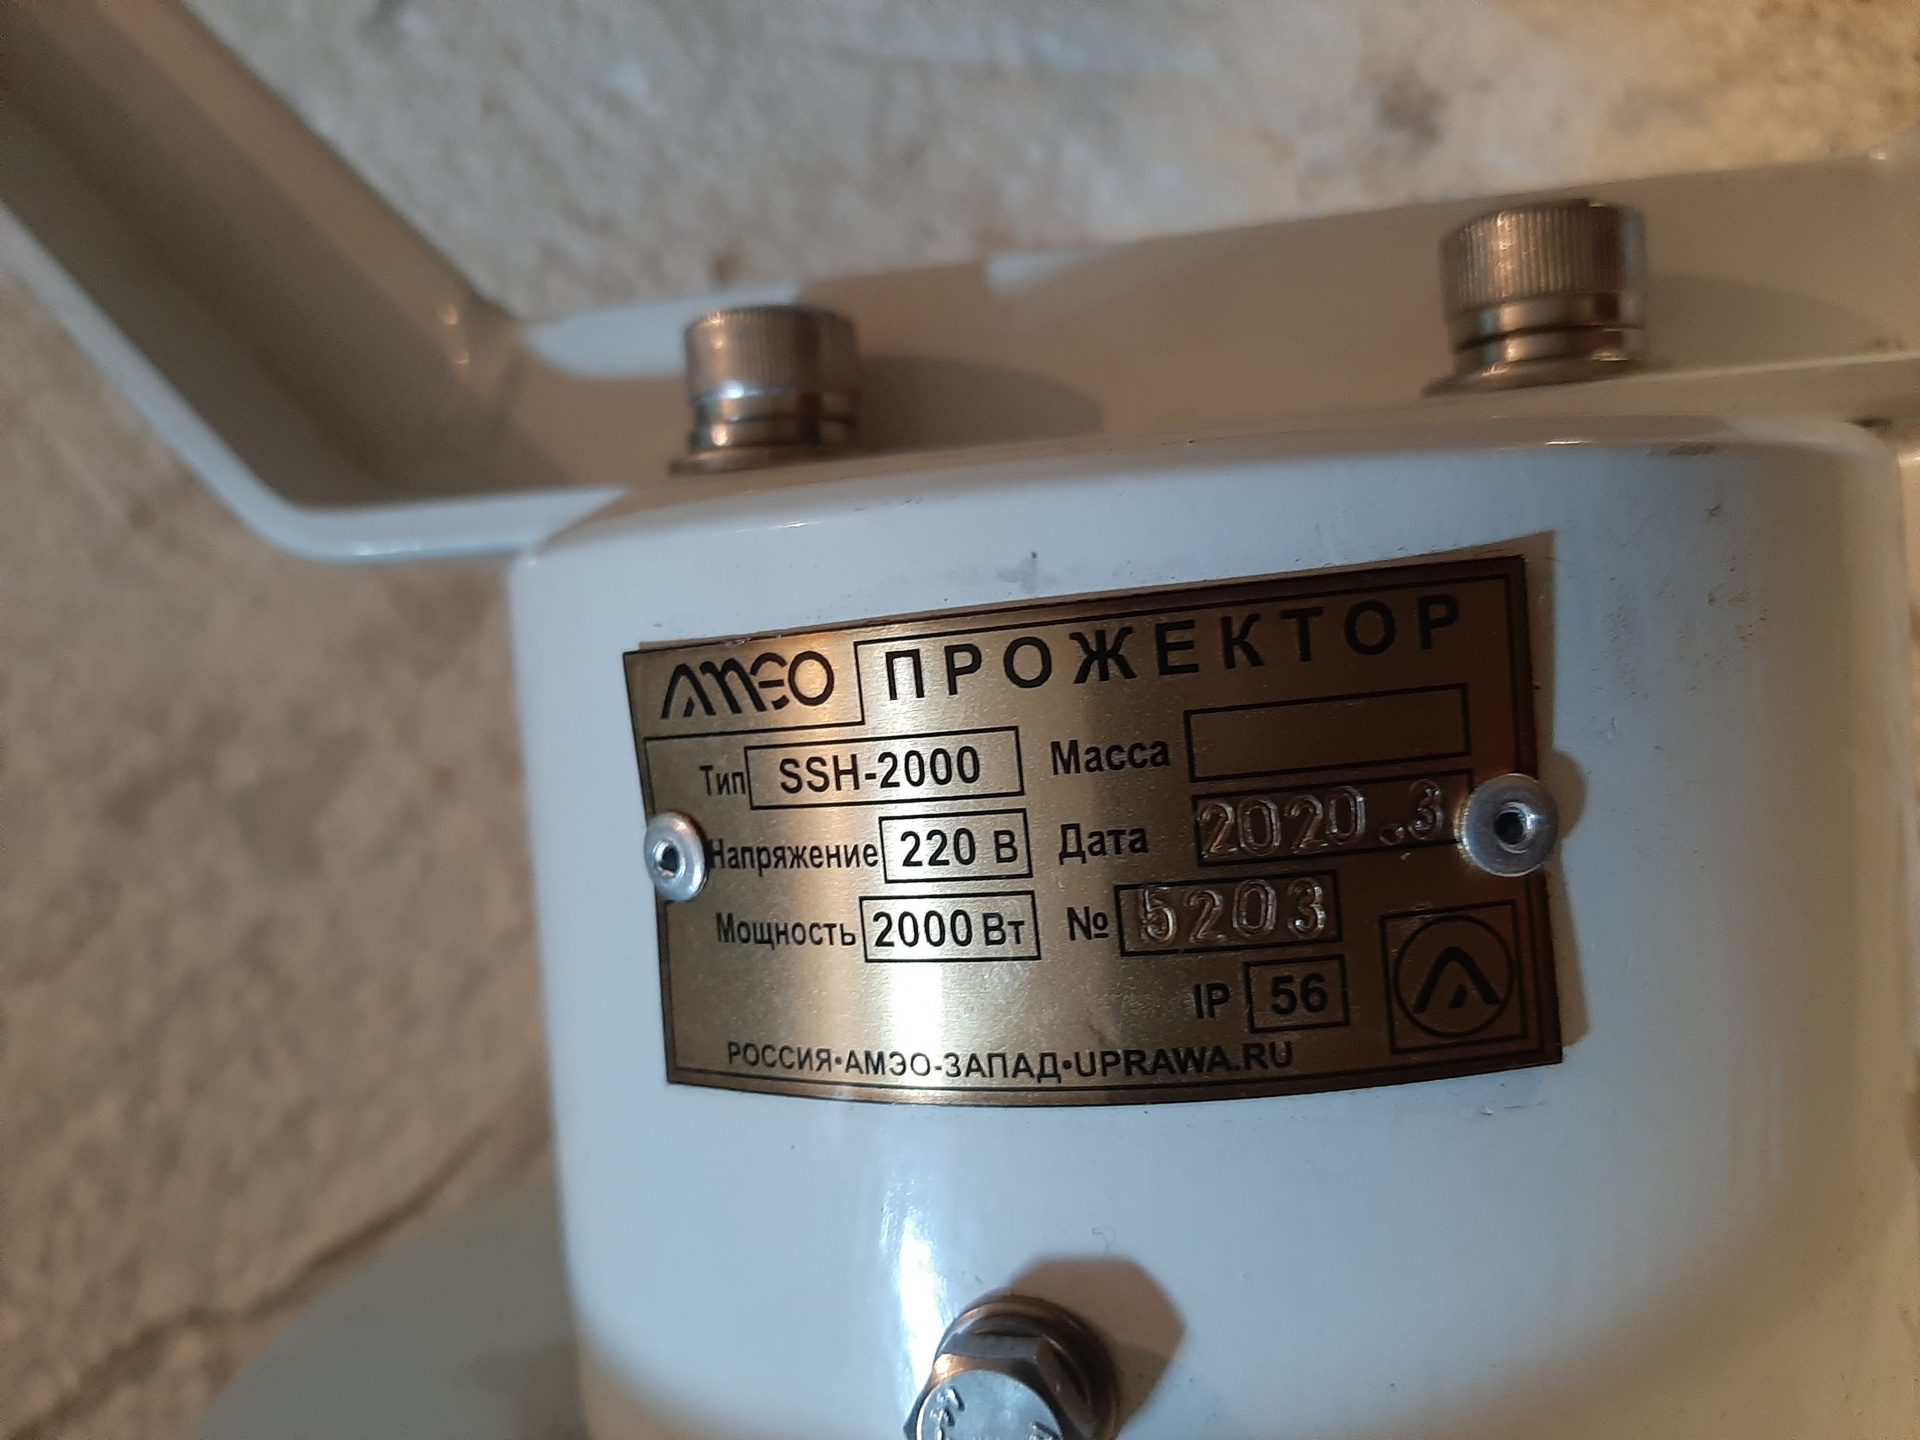 АМЭО ПРОЖЕКТОР
Тип SSH-2000 Масса
Напряжение 220 В Дата 2020.3
Мощность 2000 Вт № 5203
IP 56
РОССИЯ•АМЭО-ЗАПАД•UPRAWA.RU